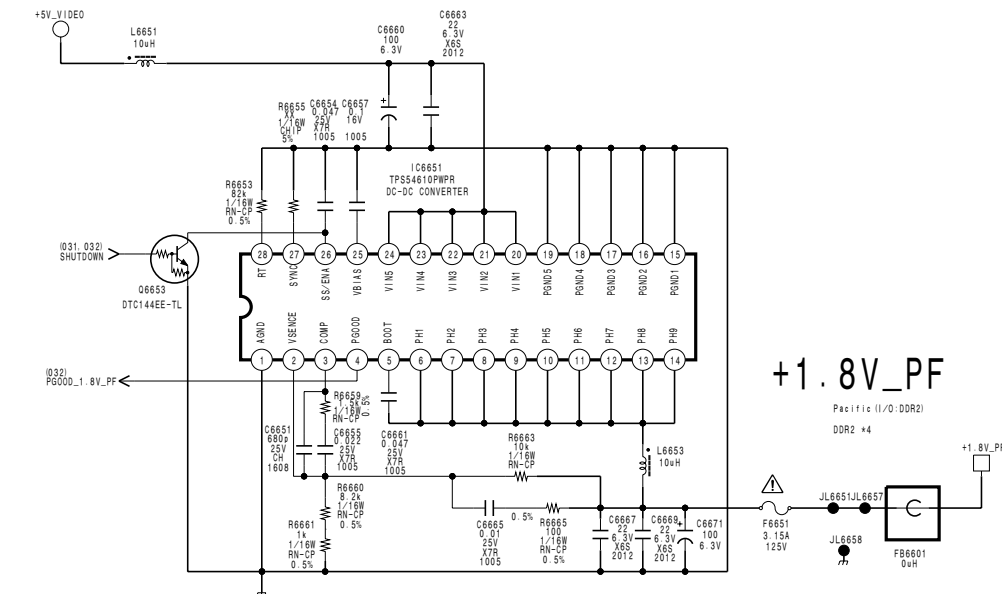 +5V_VIDEO
L6651
10uH
C6660
100
6.3V
C6663
22
6.3V
X6S
2012
R6655
XX
1/16W
CHIP
5%
C6654
0.047
25V
X7R
1005
C6657
0.1
16V
1005
IC6651
TPS54610PWPR
DC-DC CONVERTER
R6653
82k
1/16W
RN-CP
0.5%
(031,032)
SHUTDOWN
Q6653
DTC144EE-TL
28 27 26 25 24 23 22 21 20 19 18 17 16 15
RT SYNC SS/ENA VBIAS VIN5 VIN4 VIN3 VIN2 VIN1 PGND5 PGND4 PGND3 PGND2 PGND1
AGND VSENCE COMP PGOOD BOOT PH1 PH2 PH3 PH4 PH5 PH6 PH7 PH8 PH9
1 2 3 4 5 6 7 8 9 10 11 12 13 14
(032)
PGOOD_1.8V_PF
R6659
1.5k
1/16W
RN-CP
0.5%
C6651
680p
25V
CH
1608
C6655
0.022
25V
X7R
1005
C6661
0.047
25V
X7R
1005
R6663
10k
1/16W
RN-CP
0.5%
L6653
10uH
R6660
8.2k
1/16W
RN-CP
0.5%
R6661
1k
1/16W
RN-CP
0.5%
C6665
0.01
25V
X7R
1005
R6665
100
1/16W
RN-CP
0.5%
C6667
22
6.3V
X6S
2012
C6669
22
6.3V
X6S
2012
C6671
100
6.3V
+1.8V_PF
Pacific(I/O:DDR2)
DDR2 *4
+1.8V_PF
F6651
3.15A
125V
JL6651
JL6657
JL6658
FB6601
0uH